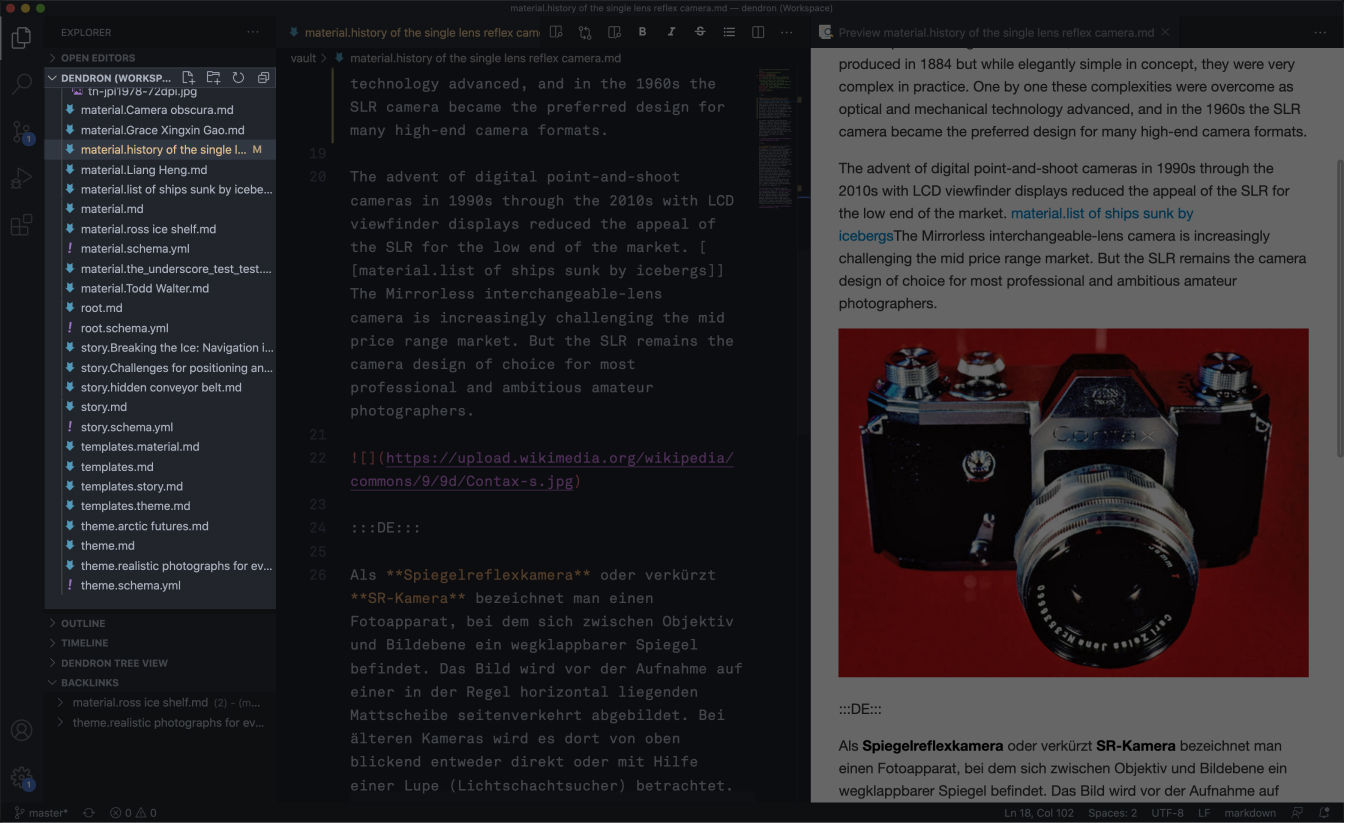 material.history of the single lens reflex camera.md — dendron (Workspace)
EXPLORER
OPEN EDITORS
DENDRON (WORKSP...
tn-jpl1978-72dpi.jpg
material.Camera obscura.md
material.Grace Xingxin Gao.md
material.history of the single l... M
material.Liang Heng.md
material.list of ships sunk by icebe...
material.md
material.ross ice shelf.md
material.schema.yml
material.the_underscore_test_test....
material.Todd Walter.md
root.md
root.schema.yml
story.Breaking the Ice: Navigation i...
story.Challenges for positioning an...
story.hidden conveyor belt.md
story.md
story.schema.yml
templates.material.md
templates.md
templates.story.md
templates.theme.md
theme.arctic futures.md
theme.md
theme.realistic photographs for ev...
theme.schema.yml
OUTLINE
TIMELINE
DENDRON TREE VIEW
BACKLINKS
material.ross ice shelf.md (2) – (m...
theme.realistic photographs for ev...
1
1
material.history of the single lens reflex cam
B I S
vault > material.history of the single lens reflex camera.md
technology advanced, and in the 1960s the
SLR camera became the preferred design for
many high-end camera formats.
19
20 The advent of digital point-and-shoot
cameras in 1990s through the 2010s with LCD
viewfinder displays reduced the appeal of
the SLR for the low end of the market. [
[material.list of ships sunk by icebergs]]
The Mirrorless interchangeable-lens
camera is increasingly challenging the mid
price range market. But the SLR remains the
camera design of choice for most
professional and ambitious amateur
photographers.
21
22 ![](https://upload.wikimedia.org/wikipedia/
commons/9/9d/Contax-s.jpg)
23
24 :::DE:::
25
26 Als **Spiegelreflexkamera** oder verkürzt
**SR-Kamera** bezeichnet man einen
Fotoapparat, bei dem sich zwischen Objektiv
und Bildebene ein wegklappbarer Spiegel
befindet. Das Bild wird vor der Aufnahme auf
einer in der Regel horizontal liegenden
Mattscheibe seitenverkehrt abgebildet. Bei
älteren Kameras wird es dort von oben
blickend entweder direkt oder mit Hilfe
einer Lupe (Lichtschachtsucher) betrachtet.
Preview material.history of the single lens reflex camera.md
produced in 1884 but while elegantly simple in concept, they were very
complex in practice. One by one these complexities were overcome as
optical and mechanical technology advanced, and in the 1960s the SLR
camera became the preferred design for many high-end camera formats.
The advent of digital point-and-shoot cameras in 1990s through the
2010s with LCD viewfinder displays reduced the appeal of the SLR for
the low end of the market. material.list of ships sunk by
icebergsThe Mirrorless interchangeable-lens camera is increasingly
challenging the mid price range market. But the SLR remains the camera
design of choice for most professional and ambitious amateur
photographers.
Contax
Carl Zeiss Jena
:::DE:::
Als Spiegelreflexkamera oder verkürzt SR-Kamera bezeichnet man
einen Fotoapparat, bei dem sich zwischen Objektiv und Bildebene ein
wegklappbarer Spiegel befindet. Das Bild wird vor der Aufnahme auf
master* 0 0
Ln 18, Col 102 Spaces: 2 UTF-8 LF markdown